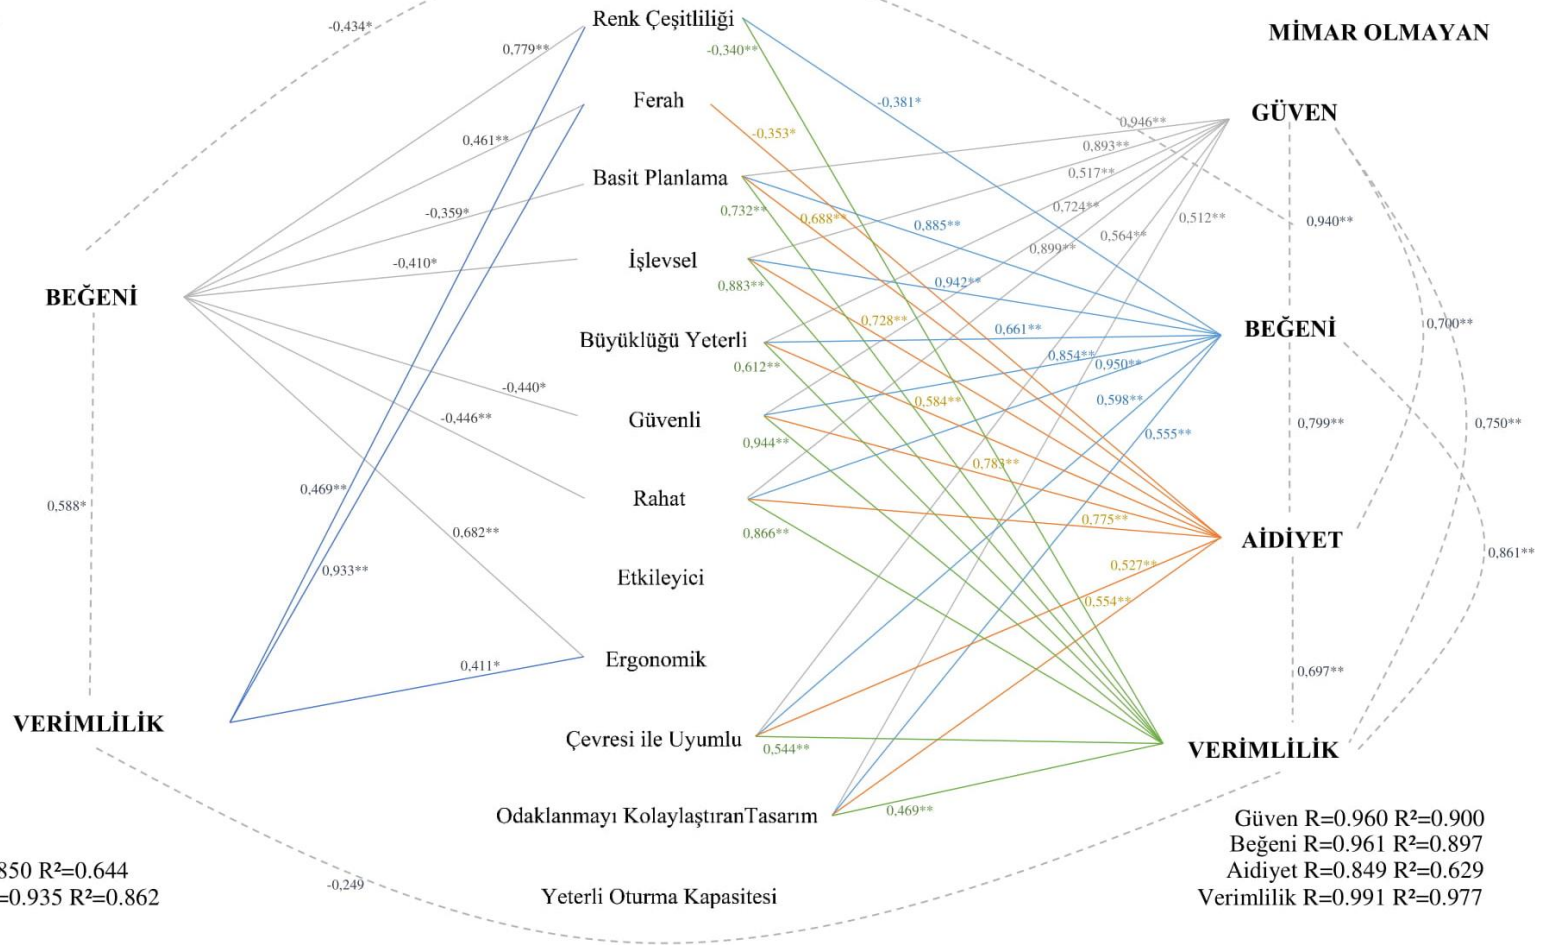 Renk Çeşitliliği
-0,434*
MİMAR OLMAYAN
0,779**
-0,340**
Ferah
-0,381*
GÜVEN
0,946**
-0,353*
0,461**
0,893**
0,517**
Basit Planlama
0,724**
-0,359*
0,732**
0,688**
0,885**
0,512**
0,940**
0,564**
0,899**
İşlevsel
-0,410*
0,883**
0,942**
BEĞENİ
0,728**
0,700**
0,661**
BEĞENİ
Büyüklüğü Yeterli
0,854**
0,950**
0,612**
-0,440*
0,584**
0,598**
-0,446**
Güvenli
0,799**
0,750**
0,555**
0,944**
0,783**
0,469**
Rahat
0,588*
0,775**
0,682**
0,866**
AİDİYET
0,861**
0,933**
0,527**
Etkileyici
0,554**
0,411*
Ergonomik
0,697**
VERİMLİLİK
Çevresi ile Uyumlu
0,544**
VERİMLİLİK
Odaklanmayı KolaylaştıranTasarım
0,469**
Güven R=0.960 R²=0.900
Beğeni R=0.961 R²=0.897
850 R²=0.644
Aidiyet R=0.849 R²=0.629
-0,249
=0.935 R²=0.862
Yeterli Oturma Kapasitesi
Verimlilik R=0.991 R²=0.977